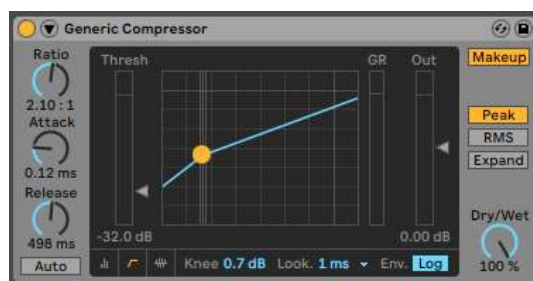 Generic Compressor
Ratio
2.10 : 1
Attack
0.12 ms
Release
498 ms
Auto
Thresh
GR
Out
-32.0 dB
0.00 dB
Knee 0.7 dB Look. 1 ms Env. Log
Makeup
Peak
RMS
Expand
Dry/Wet
100 %